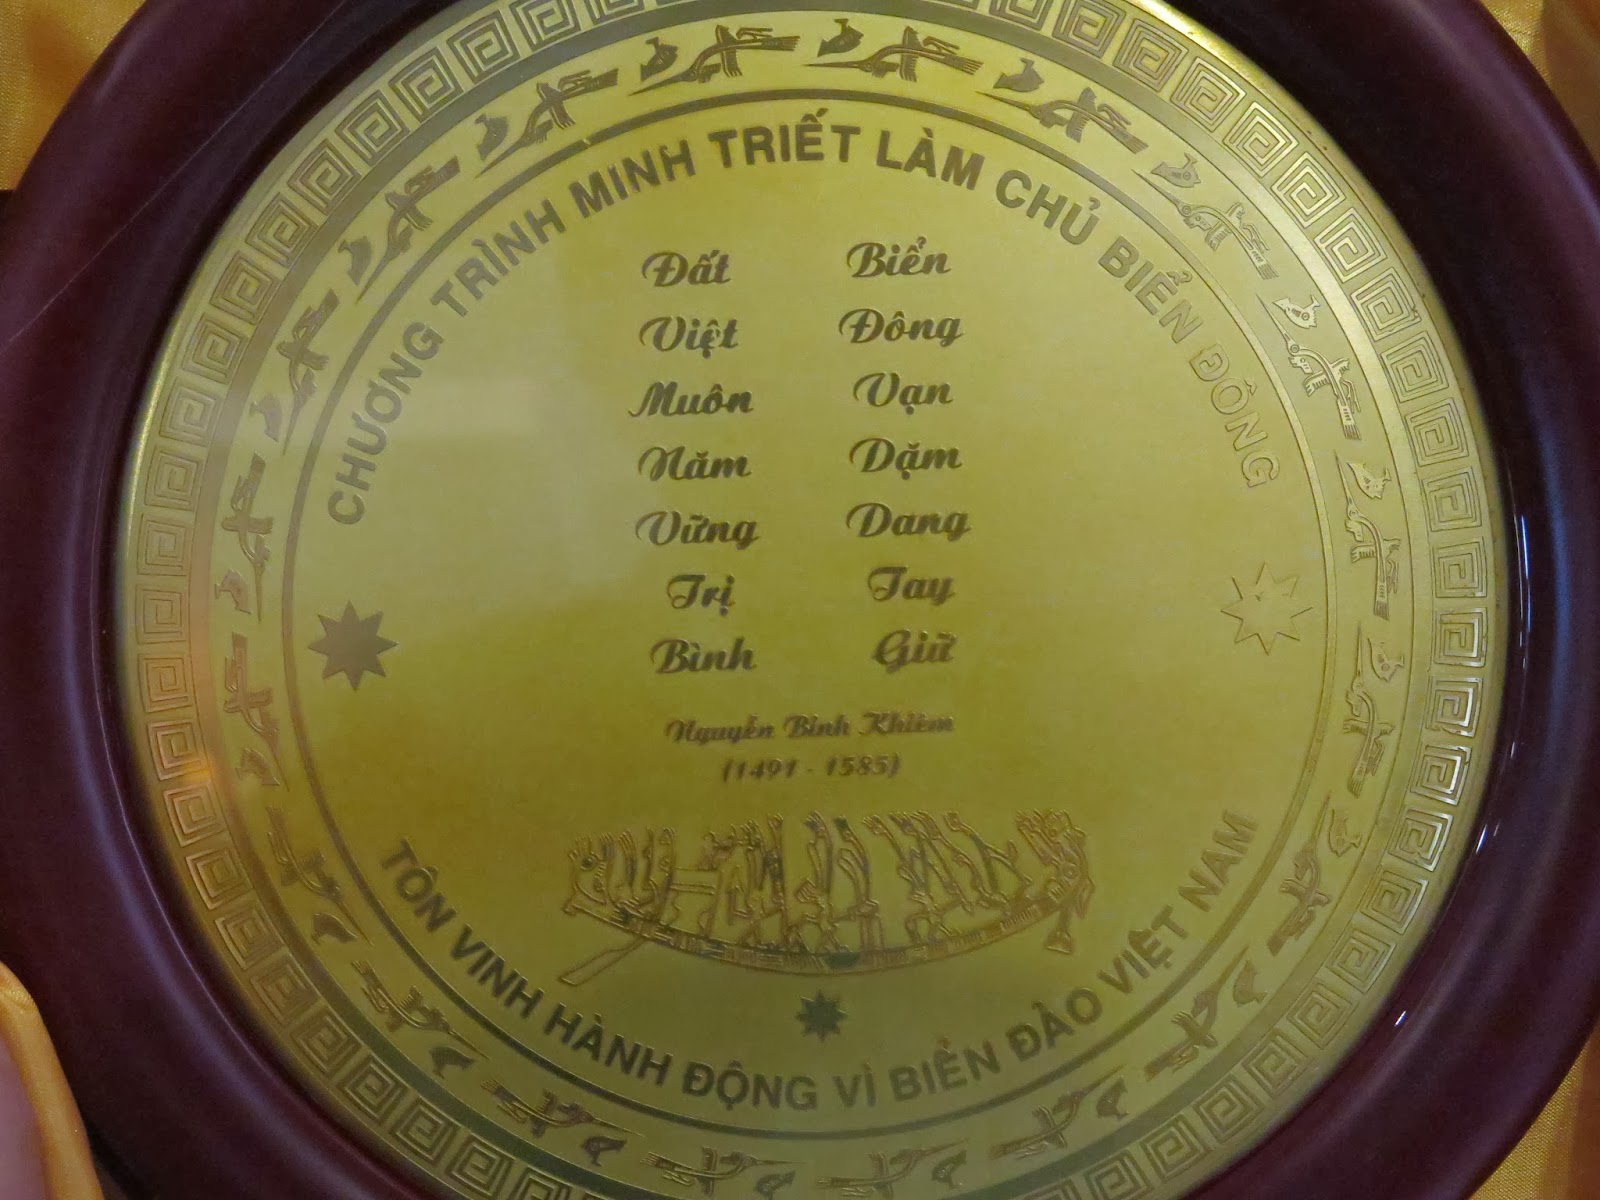 CHƯƠNG TRÌNH MINH TRIẾT LÀM CHỦ BIỂN ĐÔNG
Đất Biển
Việt Đông
Muôn Vạn
Năm Dặm
Vững Dang
Trị Tay
Bình Giữ
Nguyễn Bỉnh Khiêm
(1491 - 1585)
TÔN VINH HÀNH ĐỘNG VÌ BIỂN ĐẢO VIỆT NAM